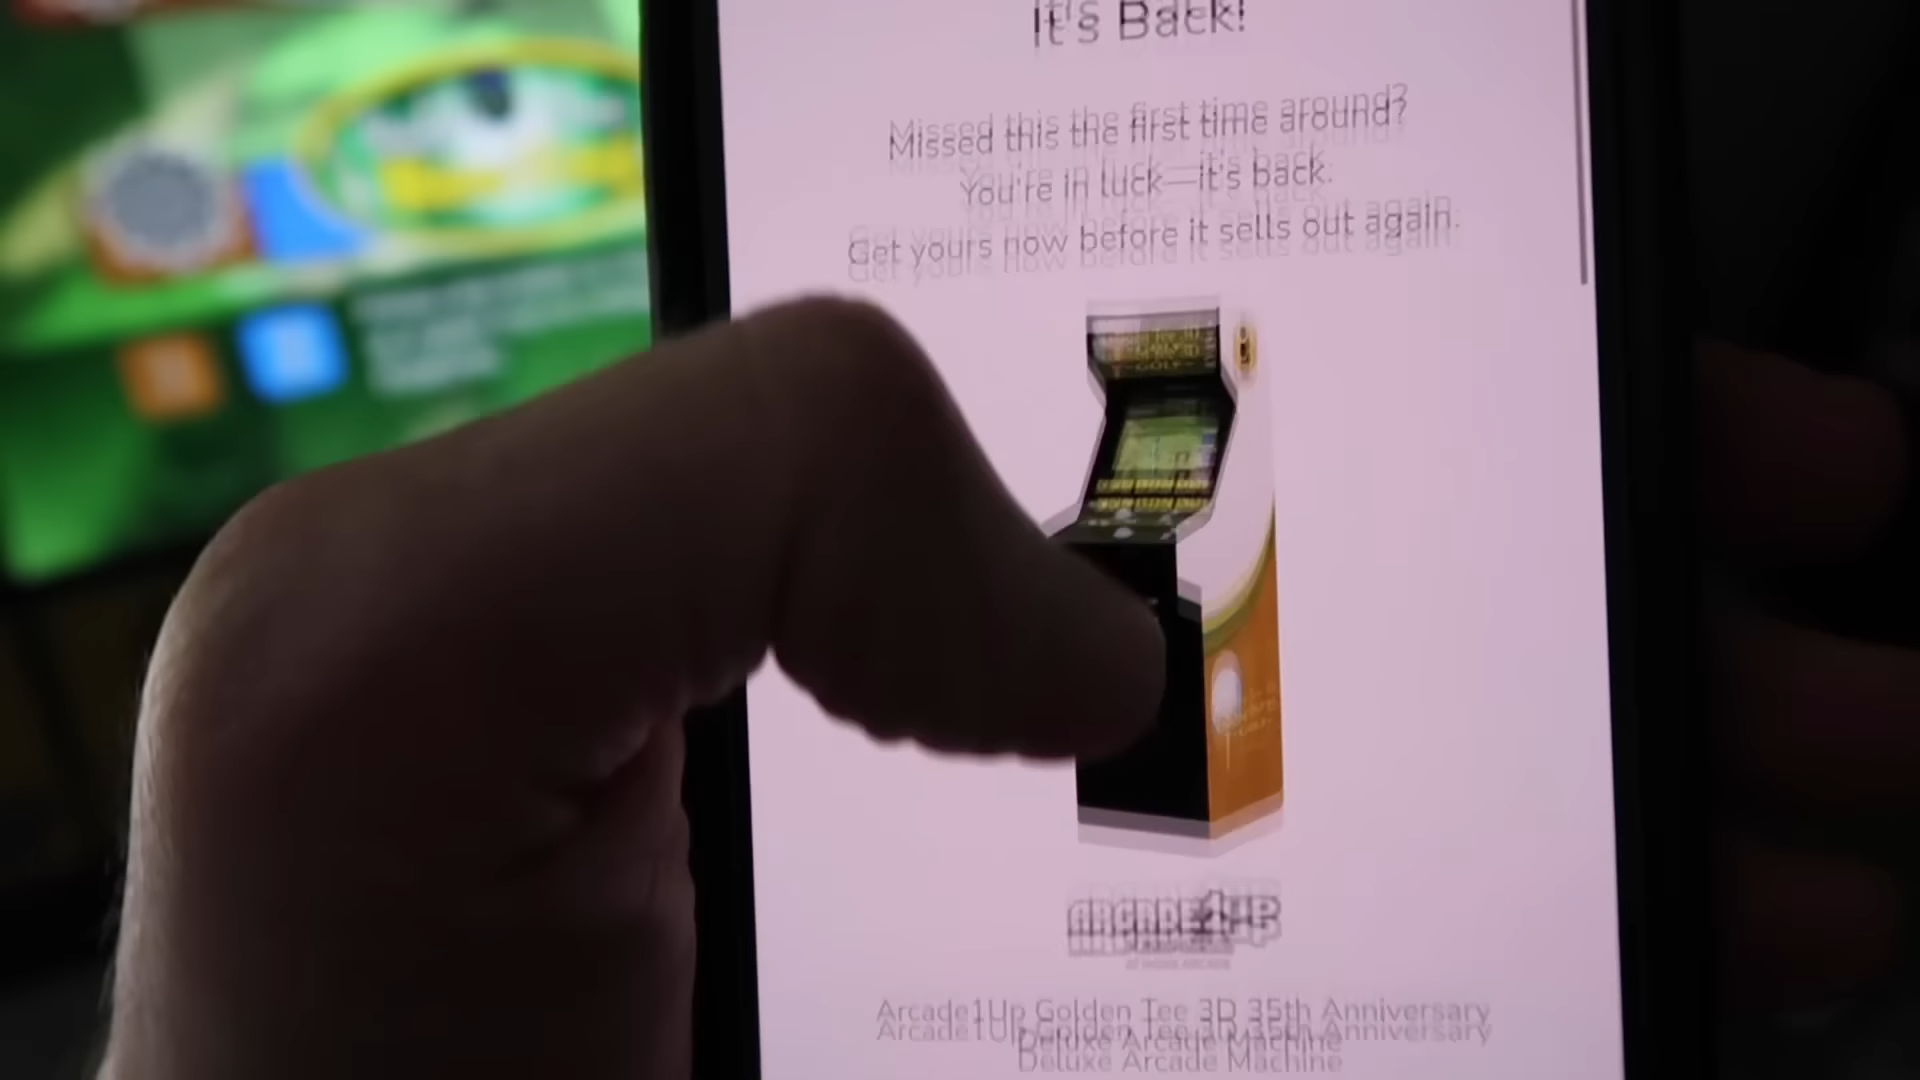 It's Back!
Missed this the first time around?
You're in luck—it's back.
Get yours now before it sells out again.
GOLF
ARCADE1UP
Arcade1Up Golden Tee 3D 35th Anniversary
Deluxe Arcade Machine